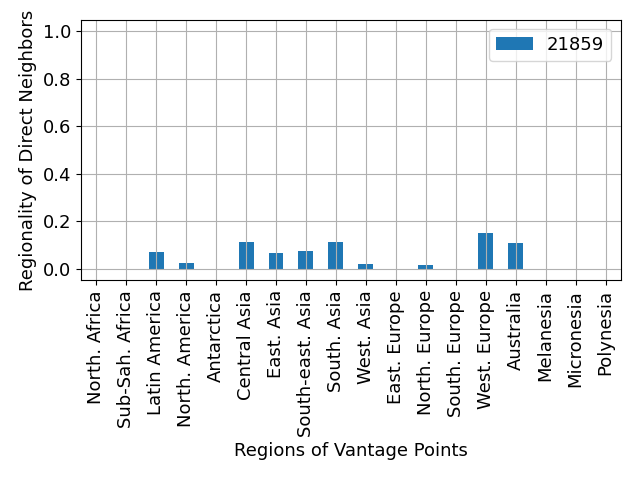 Regionality of Direct Neighbors
1.0
0.8
0.6
0.4
0.2
0.0
21859
North. Africa
Sub-Sah. Africa
Latin America
North. America
Antarctica
Central Asia
East. Asia
South-east. Asia
South. Asia
West. Asia
East. Europe
North. Europe
South. Europe
West. Europe
Australia
Melanesia
Micronesia
Polynesia
Regions of Vantage Points